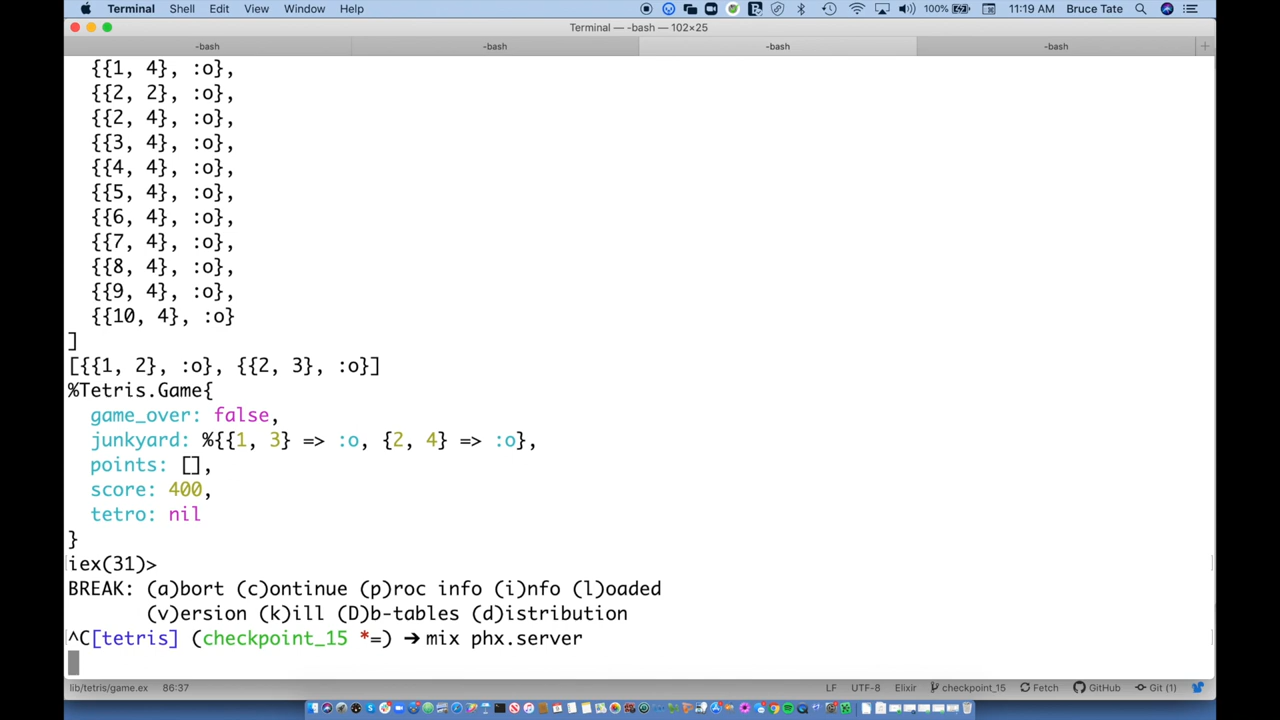 Terminal Shell Edit View Window Help 100% 11:19 AM Bruce Tate
Terminal — -bash — 102×25
-bash -bash -bash -bash
{{1, 4}, :o},
{{2, 2}, :o},
{{2, 4}, :o},
{{3, 4}, :o},
{{4, 4}, :o},
{{5, 4}, :o},
{{6, 4}, :o},
{{7, 4}, :o},
{{8, 4}, :o},
{{9, 4}, :o},
{{10, 4}, :o}
]
[{{1, 2}, :o}, {{2, 3}, :o}]
%Tetris.Game{
game_over: false,
junkyard: %{{1, 3} => :o, {2, 4} => :o},
points: [],
score: 400,
tetro: nil
}
iex(31)>
BREAK: (a)bort (c)ontinue (p)roc info (i)nfo (l)oaded
(v)ersion (k)ill (D)b-tables (d)istribution
^C[tetris] (checkpoint_15 *=) ➔ mix phx.server
lib/tetris/game.ex 86:37 LF UTF-8 Elixir checkpoint_15 Fetch GitHub Git (1)